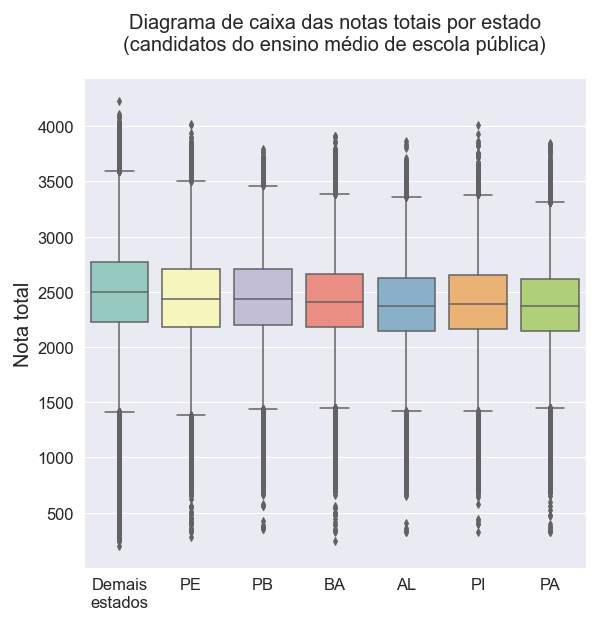 Diagrama de caixa das notas totais por estado
(candidatos do ensino médio de escola pública)
Nota total
4000
3500
3000
2500
2000
1500
1000
500
Demais
estados
PE
PB
BA
AL
PI
PA